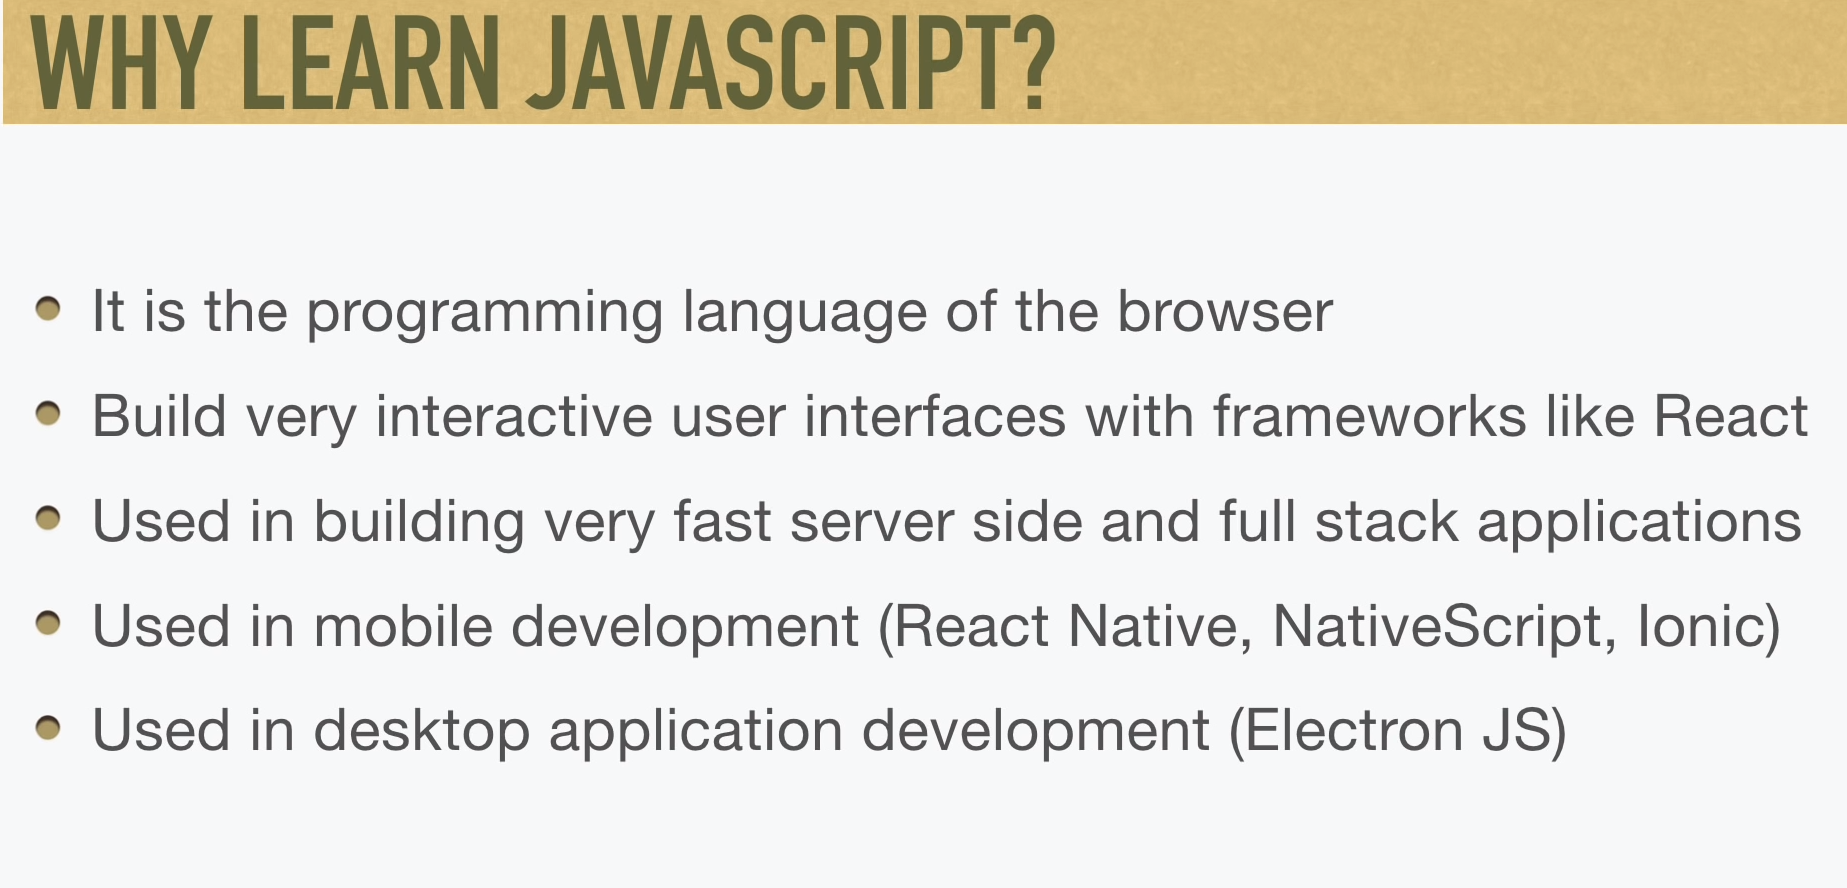 WHY LEARN JAVASCRIPT?
It is the programming language of the browser
Build very interactive user interfaces with frameworks like React
Used in building very fast server side and full stack applications
Used in mobile development (React Native, NativeScript, Ionic)
Used in desktop application development (Electron JS)